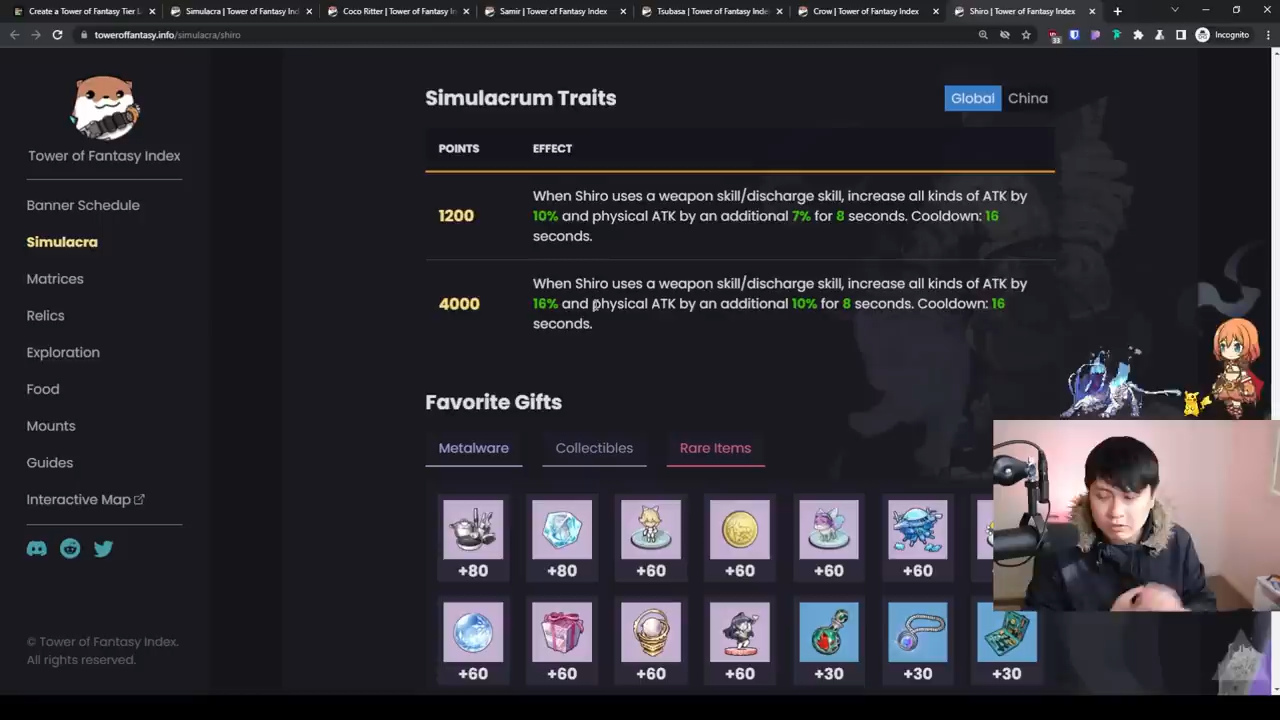 Create a Tower of Fantasy Tier L
Simulacra | Tower of Fantasy Ind
Coco Ritter | Tower of Fantasy In
Samir | Tower of Fantasy Index
Tsubasa | Tower of Fantasy Inde
Crow | Tower of Fantasy Index
Shiro | Tower of Fantasy Index
toweroffantasy.info/simulacra/shiro
33
Incognito
Tower of Fantasy Index
Banner Schedule
Simulacra
Matrices
Relics
Exploration
Food
Mounts
Guides
Interactive Map
© Tower of Fantasy Index.
All rights reserved.
Simulacrum Traits
Global China
POINTS EFFECT
1200
When Shiro uses a weapon skill/discharge skill, increase all kinds of ATK by
10% and physical ATK by an additional 7% for 8 seconds. Cooldown: 16
seconds.
4000
When Shiro uses a weapon skill/discharge skill, increase all kinds of ATK by
16% and physical ATK by an additional 10% for 8 seconds. Cooldown: 16
seconds.
Favorite Gifts
Metalware Collectibles Rare Items
+80 +80 +60 +60 +60 +60
+60 +60 +60 +60 +30 +30 +30